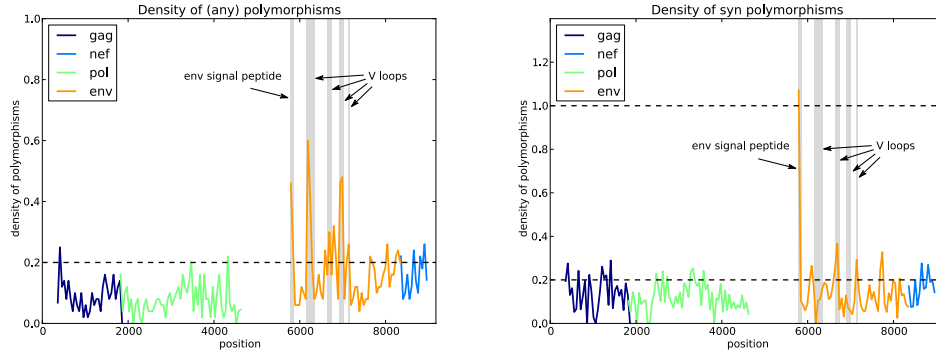 Density of (any) polymorphisms
1.0
0.8
0.6
0.4
0.2
0.0
density of polymorphisms
gag
nef
pol
env
env signal peptide
V loops
0
2000
4000
6000
8000
position
Density of syn polymorphisms
1.2
1.0
0.8
0.6
0.4
0.2
0.0
density of polymorphisms
gag
nef
pol
env
env signal peptide
V loops
0
2000
4000
6000
8000
position